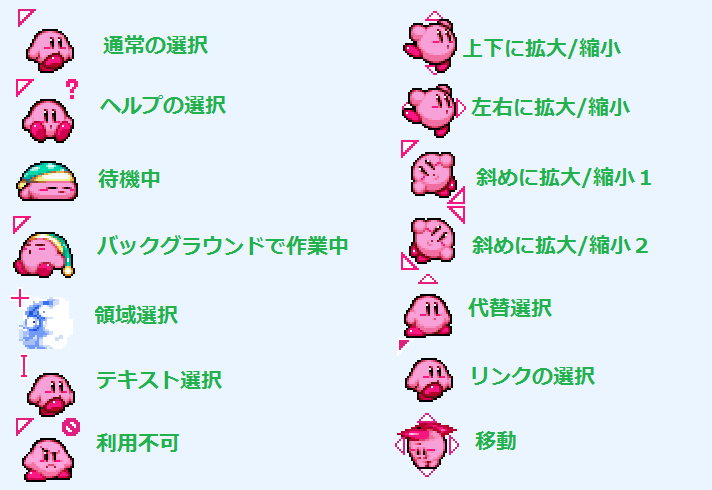 通常の選択
ヘルプの選択
待機中
バックグラウンドで作業中
領域選択
テキスト選択
利用不可
上下に拡大/縮小
左右に拡大/縮小
斜めに拡大/縮小１
斜めに拡大/縮小２
代替選択
リンクの選択
移動